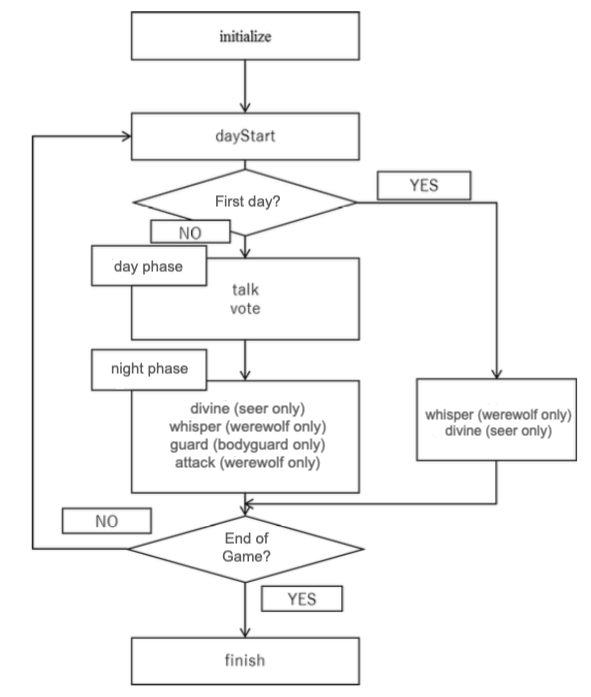 initialize
dayStart
First day?
YES
NO
day phase
talk
vote
night phase
divine (seer only)
whisper (werewolf only)
guard (bodyguard only)
attack (werewolf only)
whisper (werewolf only)
divine (seer only)
NO
End of
Game?
YES
finish